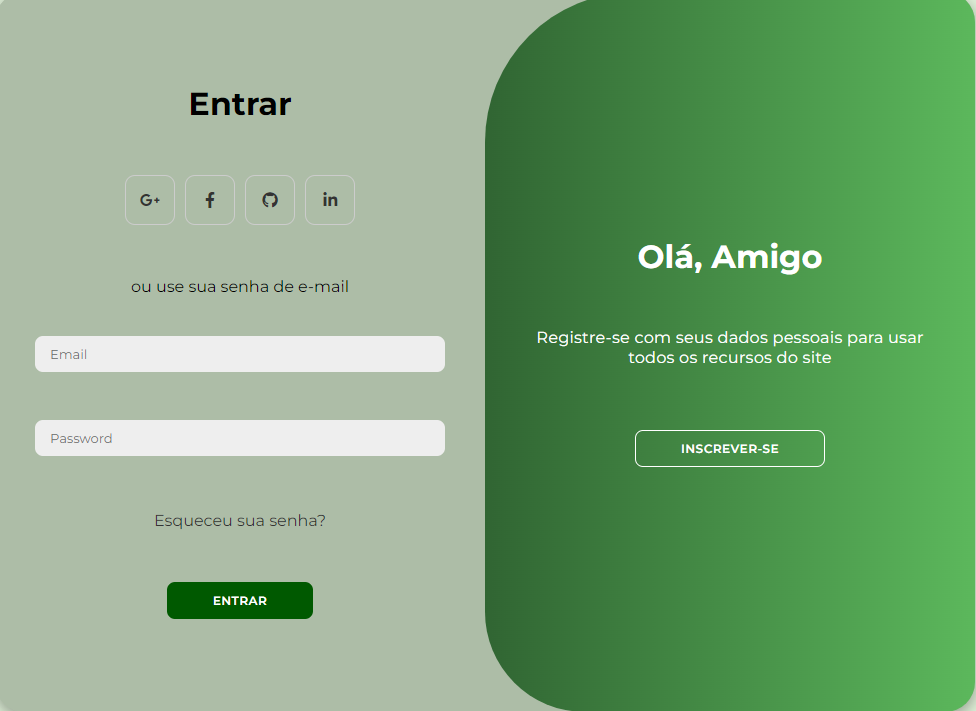 Entrar
G+
f
in
ou use sua senha de e-mail
Email
Password
Esqueceu sua senha?
ENTRAR
Olá, Amigo
Registre-se com seus dados pessoais para usar
todos os recursos do site
INSCREVER-SE